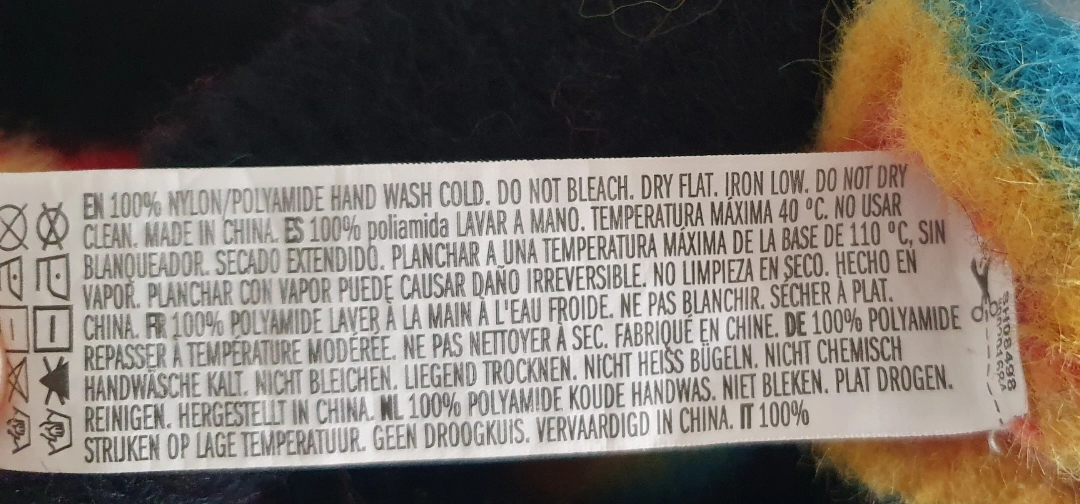 EN 100% NYLON/POLYAMIDE HAND WASH COLD. DO NOT BLEACH. DRY FLAT. IRON LOW. DO NOT DRY
CLEAN. MADE IN CHINA. ES 100% poliamida LAVAR A MANO. TEMPERATURA MÁXIMA 40 ºC. NO USAR
BLANQUEADOR. SECADO EXTENDIDO. PLANCHAR A UNA TEMPERATURA MÁXIMA DE LA BASE DE 110 ºC, SIN
VAPOR. PLANCHAR CON VAPOR PUEDE CAUSAR DAÑO IRREVERSIBLE. NO LIMPIEZA EN SECO. HECHO EN
CHINA. FR 100% POLYAMIDE LAVER À LA MAIN À L'EAU FROIDE. NE PAS BLANCHIR. SÉCHER À PLAT.
REPASSER À TEMPÉRATURE MODÉRÉE. NE PAS NETTOYER À SEC. FABRIQUÉ EN CHINE. DE 100% POLYAMIDE
HANDWÄSCHE KALT. NICHT BLEICHEN. LIEGEND TROCKNEN. NICHT HEISS BÜGELN. NICHT CHEMISCH
REINIGEN. HERGESTELLT IN CHINA. NL 100% POLYAMIDE KOUDE HANDWAS. NIET BLEKEN. PLAT DROGEN.
STRIJKEN OP LAGE TEMPERATUUR. GEEN DROOGKUIS. VERVAARDIGD IN CHINA. IT 100%